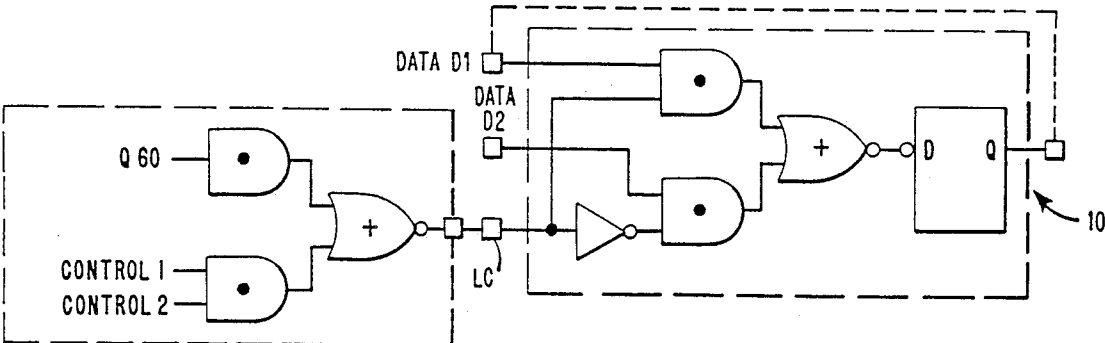 DATA D1
DATA
D2
Q 60
CONTROL 1
CONTROL 2
LC
D Q
10